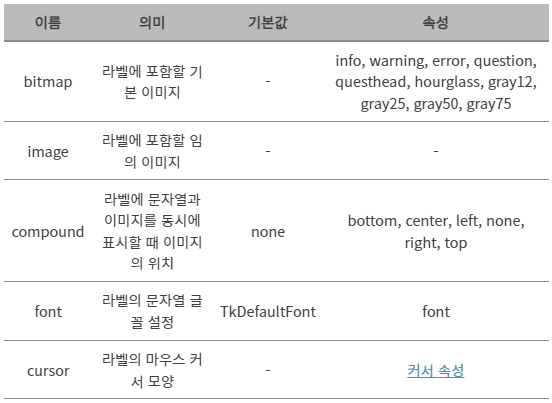 이름 의미 기본값 속성
bitmap 라벨에 포함할 기 - info, warning, error, question,
본 이미지 questhead, hourglass, gray12,
gray25, gray50, gray75
image 라벨에 포함할 임 - -
의 이미지
compound 라벨에 문자열과 none bottom, center, left, none,
이미지를 동시에 right, top
표시할 때 이미지
의 위치
font 라벨의 문자열 글 TkDefaultFont font
꼴 설정
cursor 라벨의 마우스 커 - 커서 속성
서 모양